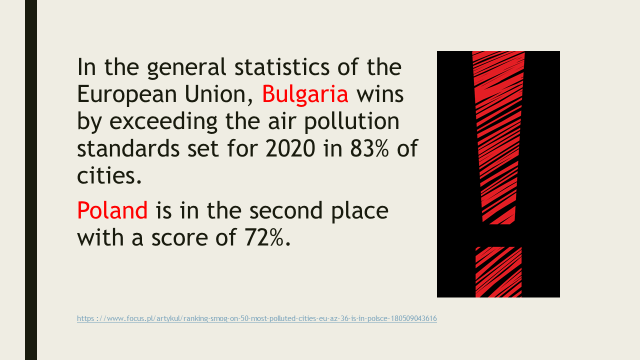 In the general statistics of the
European Union, Bulgaria wins
by exceeding the air pollution
standards set for 2020 in 83% of
cities.
Poland is in the second place
with a score of 72%.
https://www.focus.pl/artykul/ranking-smog-on-50-most-polluted-cities-eu-az-36-is-in-polsce-180509043616